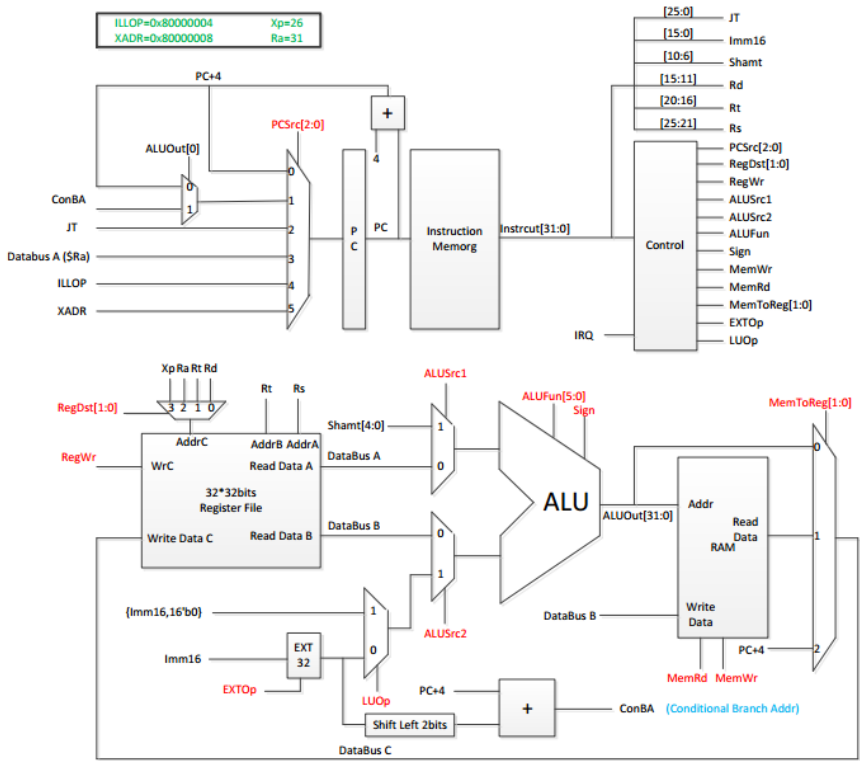 ILLOP=0x80000004 Xp=26
XADR=0x80000008 Ra=31
[25:0] JT
[15:0] Imm16
[10:6] Shamt
[15:11] Rd
[20:16] Rt
[25:21] Rs
PC+4
+
4
PCSrc[2:0]
ALUOut[0]
0
1
ConBA
JT
Databus A ($Ra)
ILLOP
XADR
0
1
2
3
4
5
P
C
PC
Instruction
Memorg
Instrcut[31:0]
Control
IRQ
PCSrc[2:0]
RegDst[1:0]
RegWr
ALUSrc1
ALUSrc2
ALUFun
Sign
MemWr
MemRd
MemToReg[1:0]
EXTOp
LUOp
Xp Ra Rt Rd
RegDst[1:0]
3 2 1 0
Rt
Rs
AddrC
AddrB AddrA
RegWr
WrC
Read Data A
32*32bits
Register File
Write Data C
Read Data B
Shamt[4:0]
DataBus A
DataBus B
ALUSrc1
1
0
0
1
ALUSrc2
ALUFun[5:0]
Sign
ALU
ALUOut[31:0]
MemToReg[1:0]
0
1
2
Addr
Read
Data
RAM
Write
Data
DataBus B
PC+4
MemRd MemWr
{Imm16,16'b0}
Imm16
EXT
32
EXTOp
1
0
LUOp
PC+4
Shift Left 2bits
+
ConBA (Conditional Branch Addr)
DataBus C